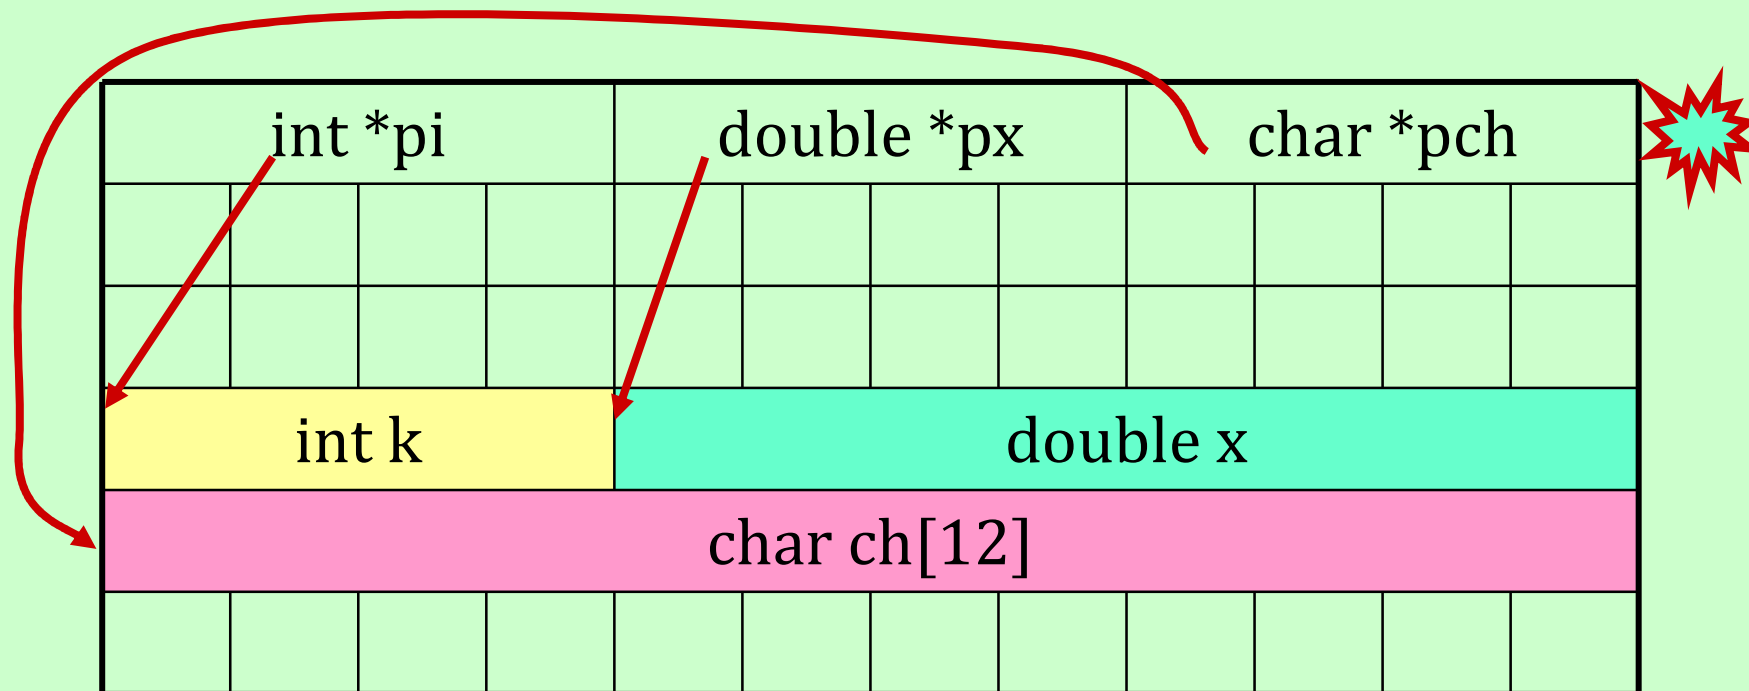 int *pi double *px char *pch
int k double x
char ch[12]